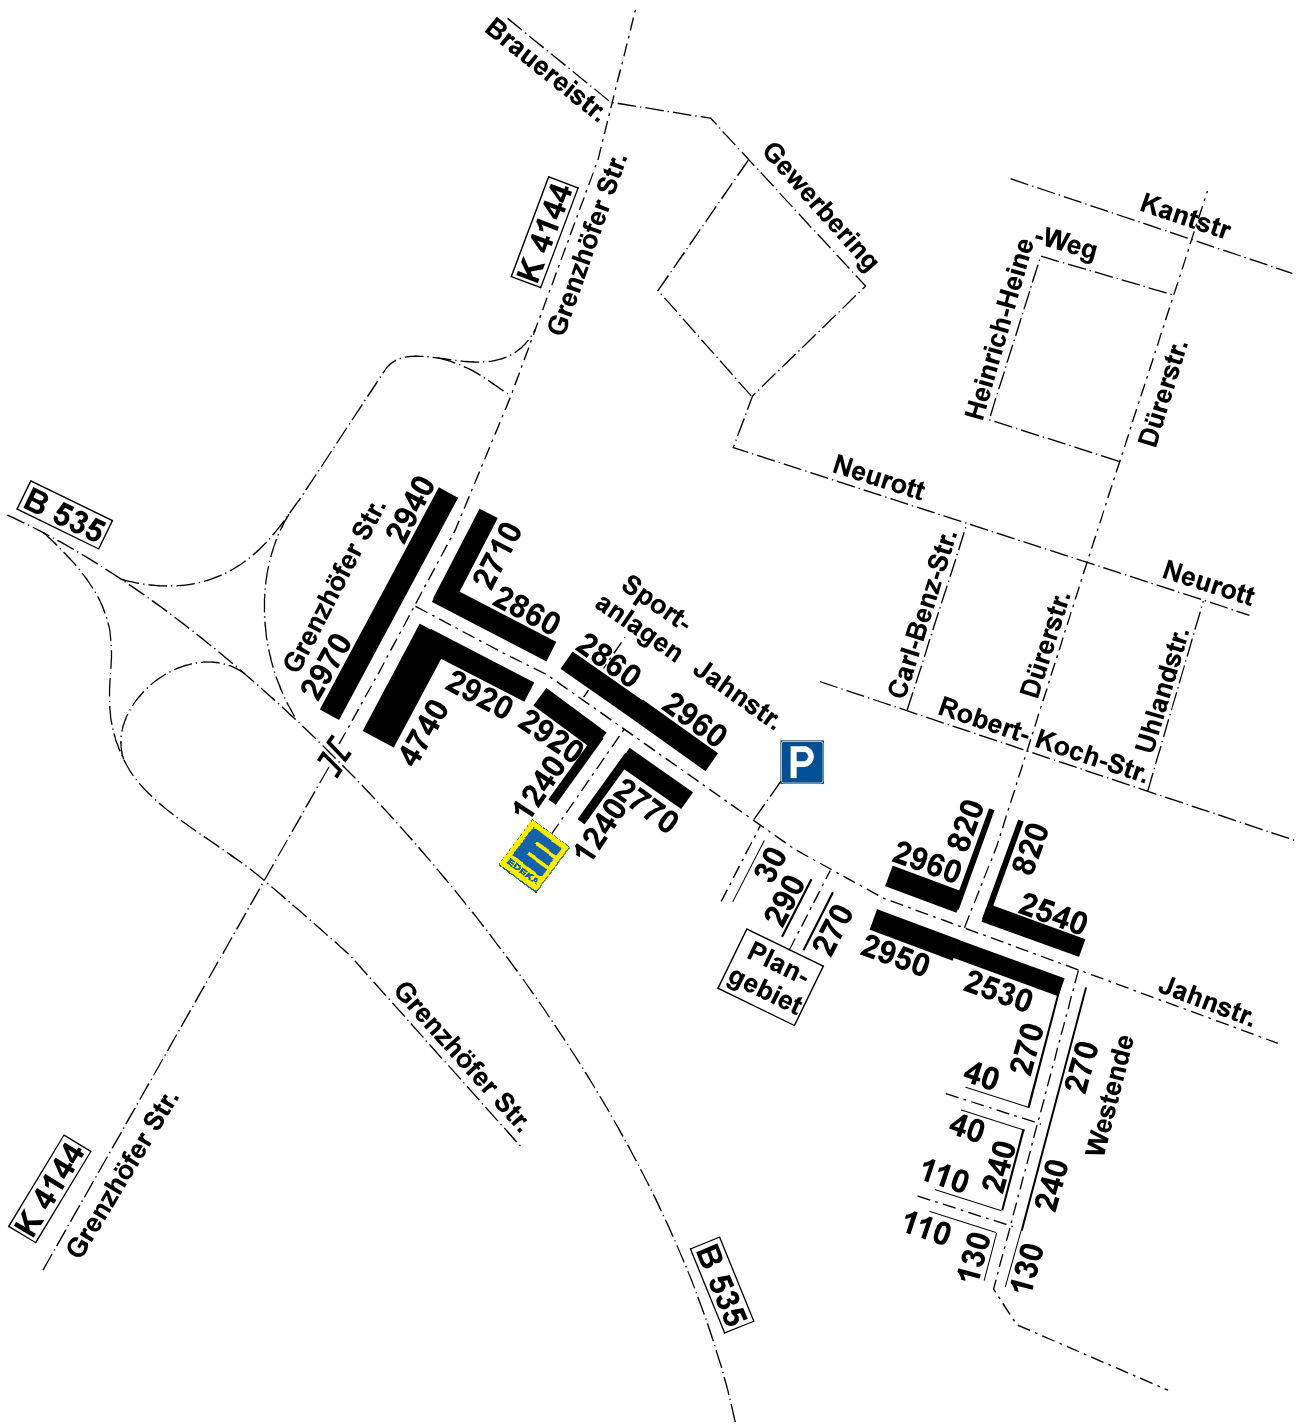 Brauereistr.
Gewerbering
K 4144
Grenzhöfer Str.
Kantstr
Heinrich-Heine
-Weg
Dürerstr.
Neurott
B 535
Grenzhöfer Str.
2940
2970
2710
2860
Sport-
anlagen
Jahnstr.
2860
2960
2920
4740
2920
1240
1240
2770
EDEKA
P
Carl-Benz-Str.
Dürerstr.
Neurott
Uhlandstr.
Robert- Koch-Str.
30
290
270
Plan-
gebiet
2960
820
820
2540
2950
2530
Jahnstr.
270
270
Westende
40
40
240
240
110
110
130
130
Grenzhöfer Str.
K 4144
Grenzhöfer Str.
B 535